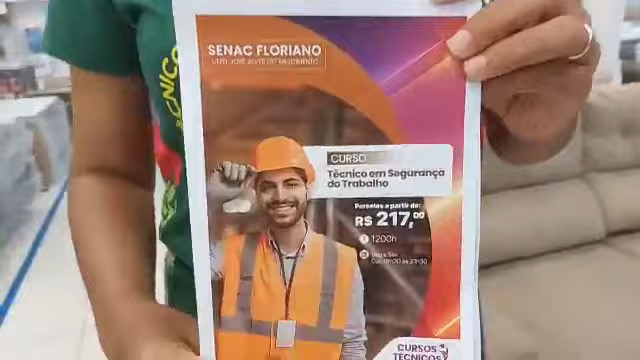 SENAC FLORIANO
CURSO
Técnico em Segurança
do Trabalho
Parcelas a partir de:
R$ 217,00
1200h
CURSOS
TÉCNICOS